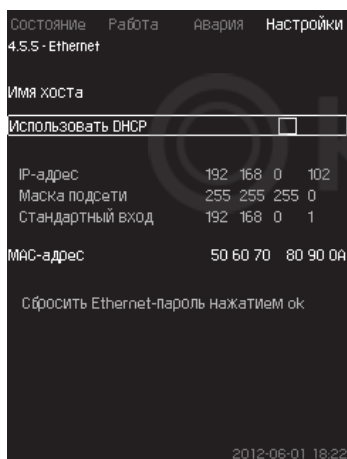 Состояние Работа Авария Настройки
4.5.5 - Ethernet
Имя хоста
Использовать DHCP
IP-адрес 192 168 0 102
Маска подсети 255 255 255 0
Стандартный вход 192 168 0 1
MAC-адрес 50 60 70 80 90 0A
Сбросить Ethernet-пароль нажатием ok
2012-06-01 18:22